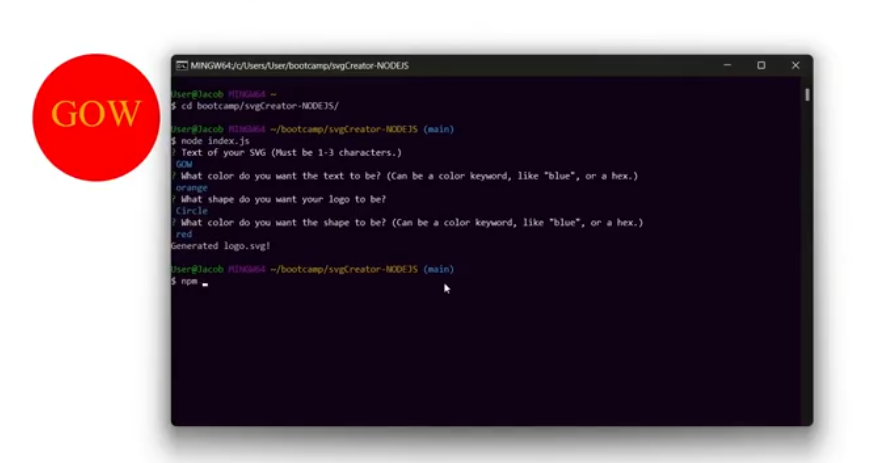 GOW
MINGW64:/c/Users/User/bootcamp/svgCreator-NODEJS
User@Jacob MINGW64 ~
$ cd bootcamp/svgCreator-NODEJS/
User@Jacob MINGW64 ~/bootcamp/svgCreator-NODEJS (main)
$ node index.js
? Text of your SVG (Must be 1-3 characters.)
GOW
? What color do you want the text to be? (Can be a color keyword, like "blue", or a hex.)
orange
? What shape do you want your logo to be?
Circle
? What color do you want the shape to be? (Can be a color keyword, like "blue", or a hex.)
red
Generated logo.svg!
User@Jacob MINGW64 ~/bootcamp/svgCreator-NODEJS (main)
$ npm